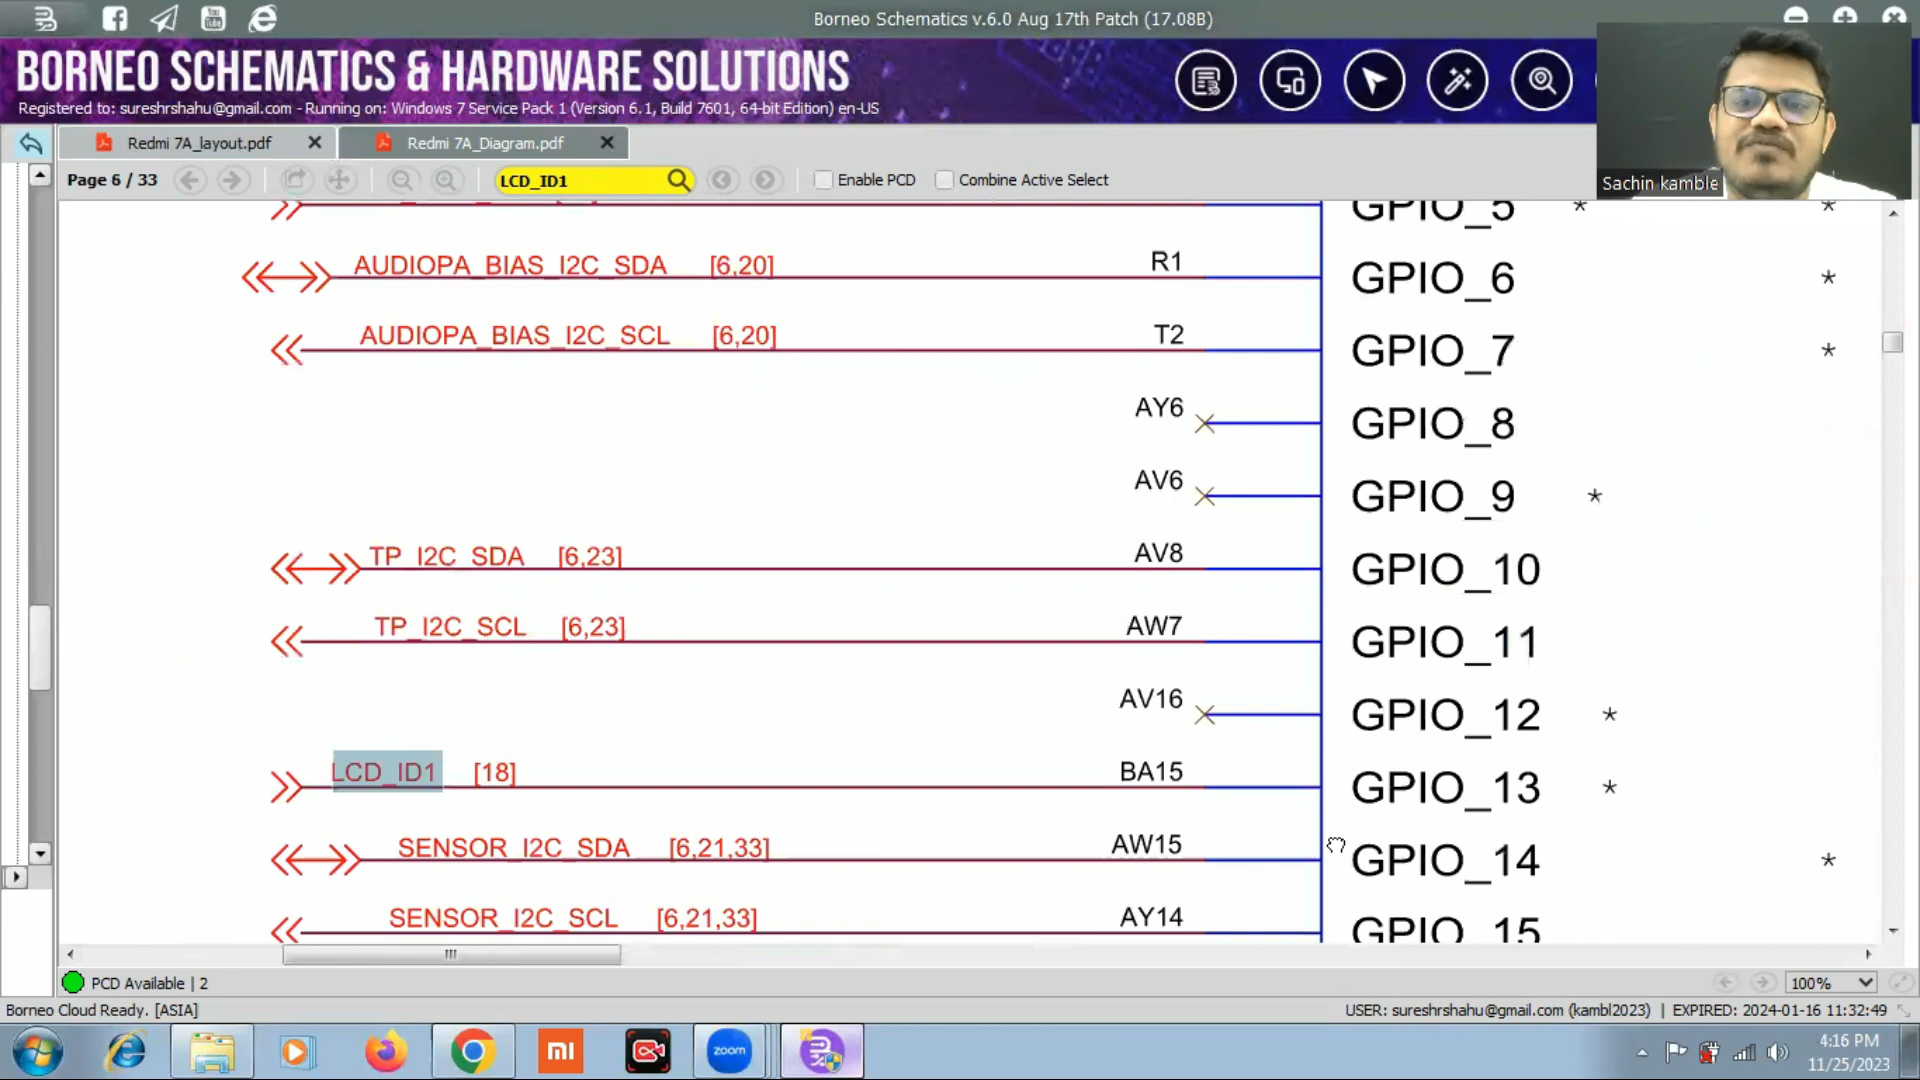 Borneo Schematics v.6.0 Aug 17th Patch (17.08B)
BORNEO SCHEMATICS & HARDWARE SOLUTIONS
Registered to: sureshrshahu@gmail.com - Running on: Windows 7 Service Pack 1 (Version 6.1, Build 7601, 64-bit Edition) en-US
Sachin kamble
Redmi 7A_layout.pdf
Redmi 7A_Diagram.pdf
Page 6 / 33
LCD_ID1
Enable PCD
Combine Active Select
GPIO_5 * *
AUDIOPA_BIAS_I2C_SDA [6,20] R1 GPIO_6 *
AUDIOPA_BIAS_I2C_SCL [6,20] T2 GPIO_7 *
AY6 GPIO_8
AV6 GPIO_9 *
TP_I2C_SDA [6,23] AV8 GPIO_10
TP_I2C_SCL [6,23] AW7 GPIO_11
AV16 GPIO_12 *
LCD_ID1 [18] BA15 GPIO_13 *
SENSOR_I2C_SDA [6,21,33] AW15 GPIO_14 *
SENSOR_I2C_SCL [6,21,33] AY14 GPIO_15
PCD Available | 2
100%
Borneo Cloud Ready. [ASIA]
USER: sureshrshahu@gmail.com (kambl2023) | EXPIRED: 2024-01-16 11:32:49
You Tube
mi
zoom
4:16 PM
11/25/2023